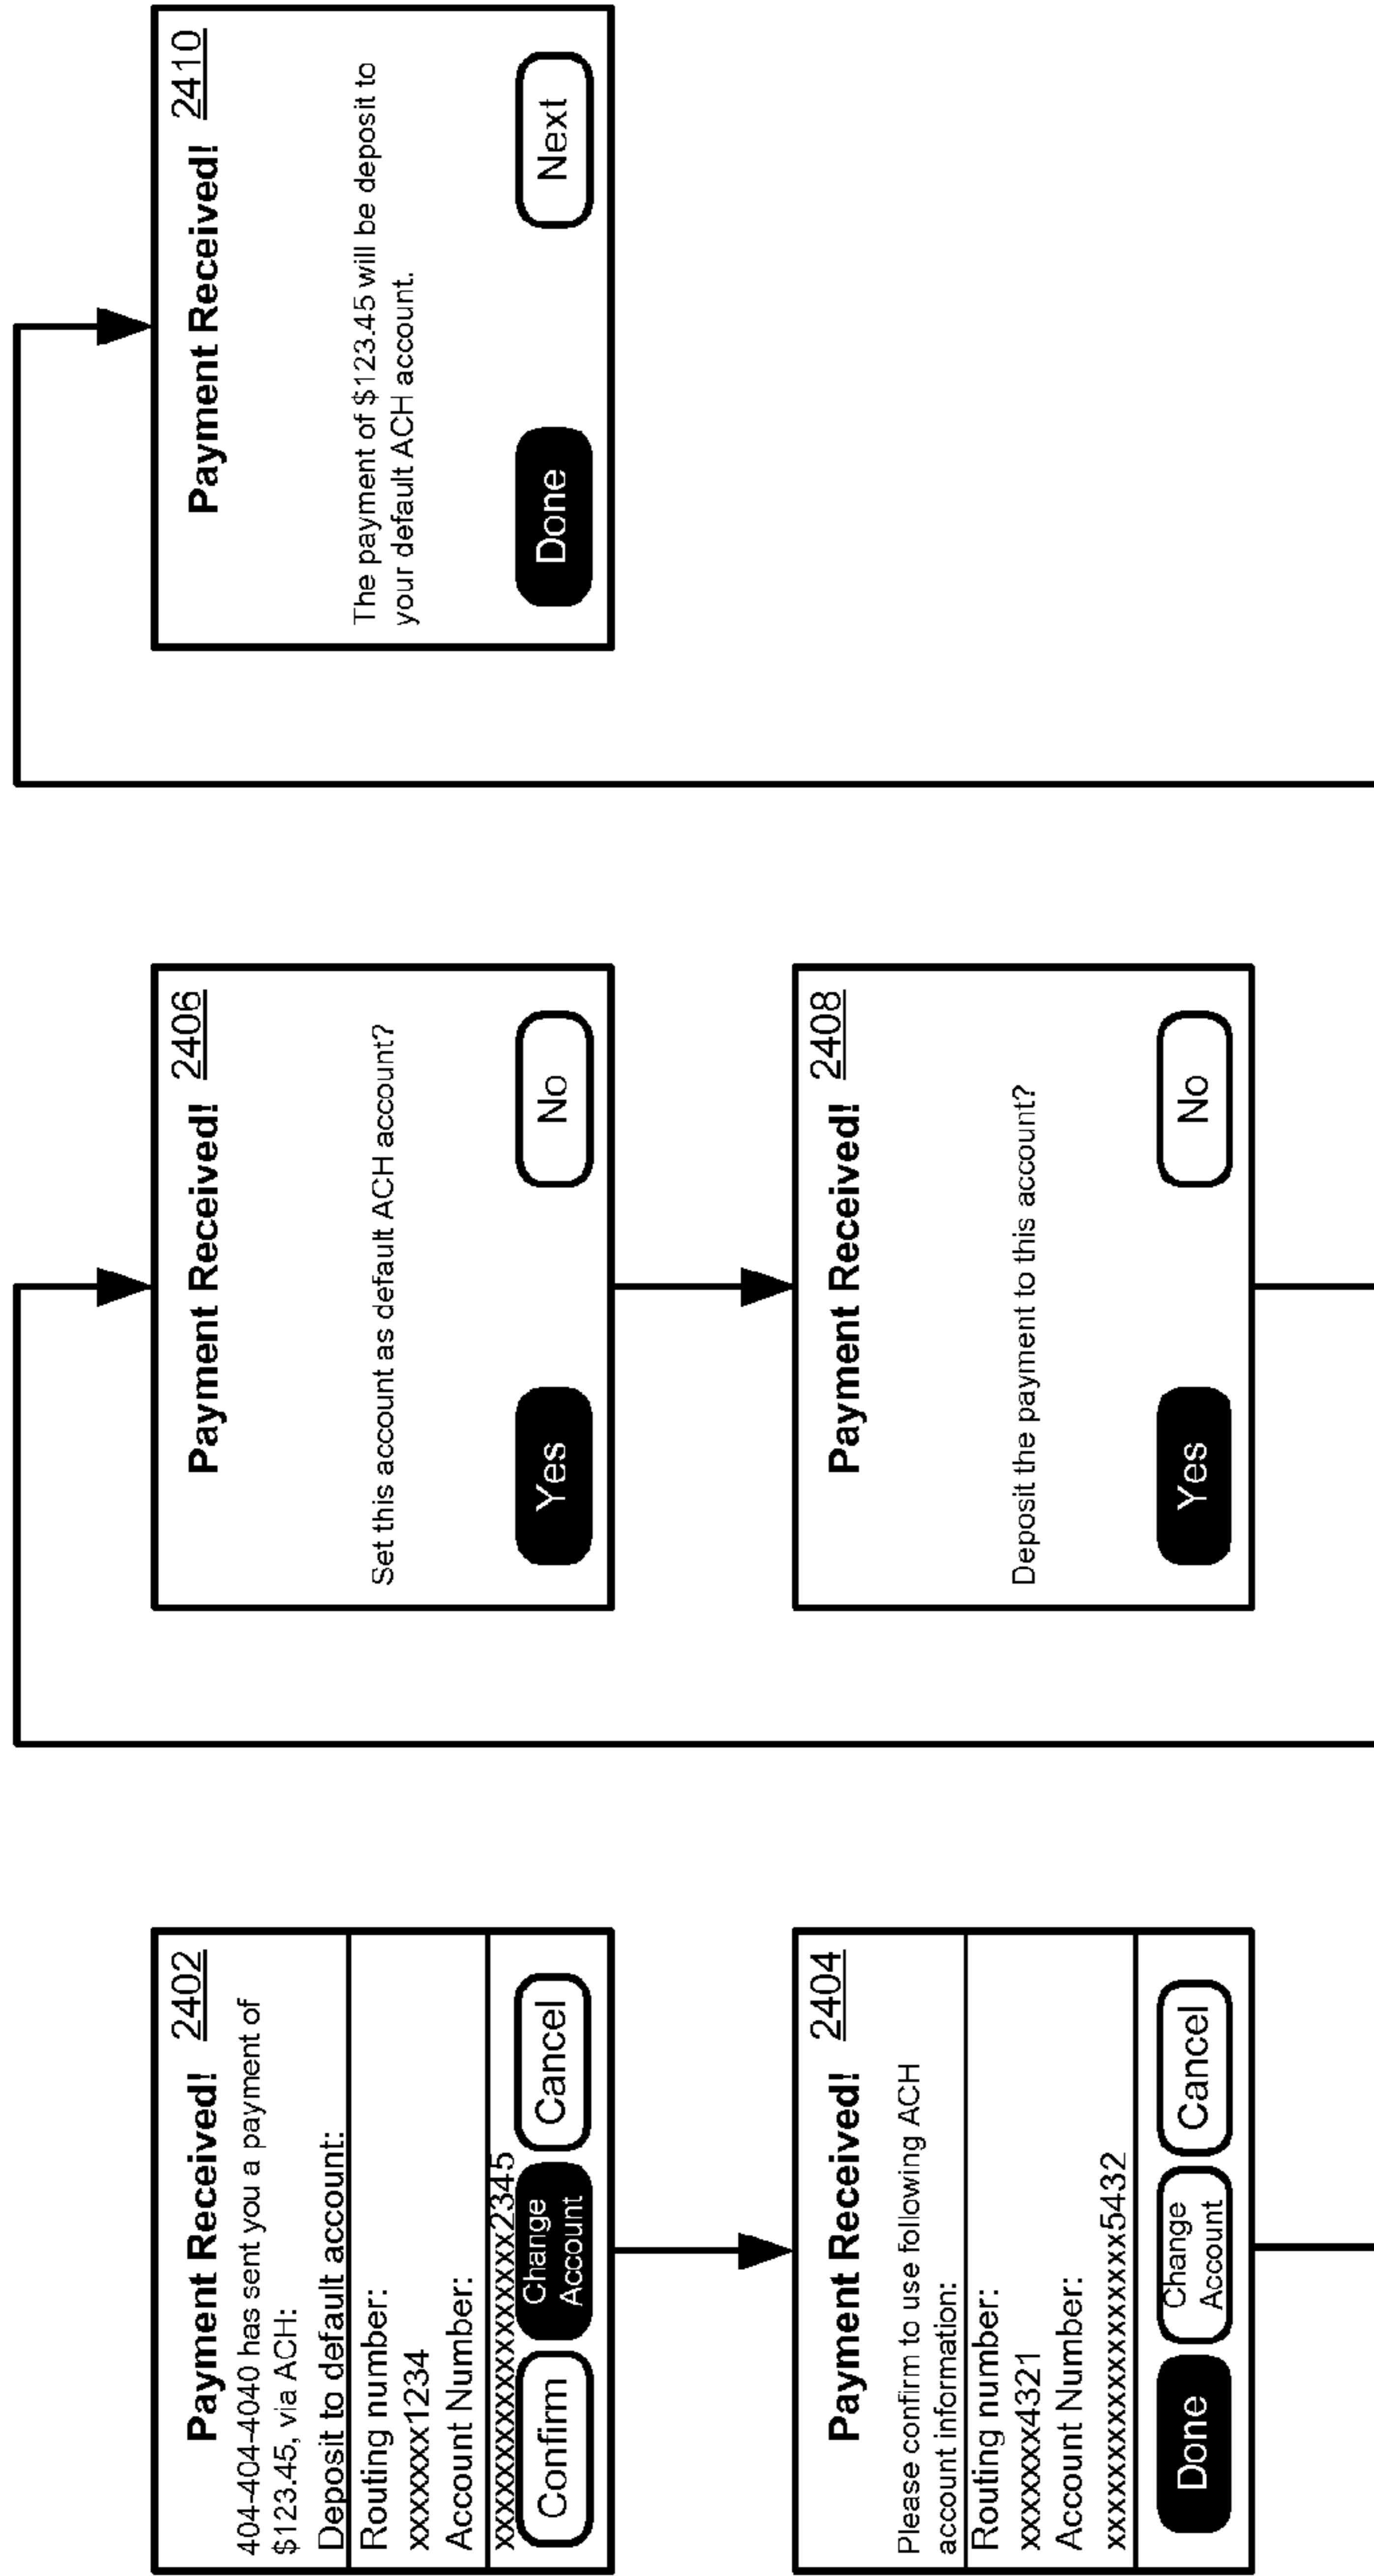 Payment Received! 2402
404-404-4040 has sent you a payment of
$123.45, via ACH:
Deposit to default account:
Routing number:
xxxxxxx1234
Account Number:
xxxxxxxxxxxxxxxxxxxx2345
Confirm
Change
Account
Cancel
Payment Received! 2404
Please confirm to use following ACH
account information:
Routing number:
xxxxxxx4321
Account Number:
xxxxxxxxxxxxxxxxxxxx5432
Done
Change
Account
Cancel
Payment Received! 2406
Set this account as default ACH account?
Yes
No
Payment Received! 2408
Deposit the payment to this account?
Yes
No
Payment Received! 2410
The payment of $123.45 will be deposit to
your default ACH account.
Done
Next